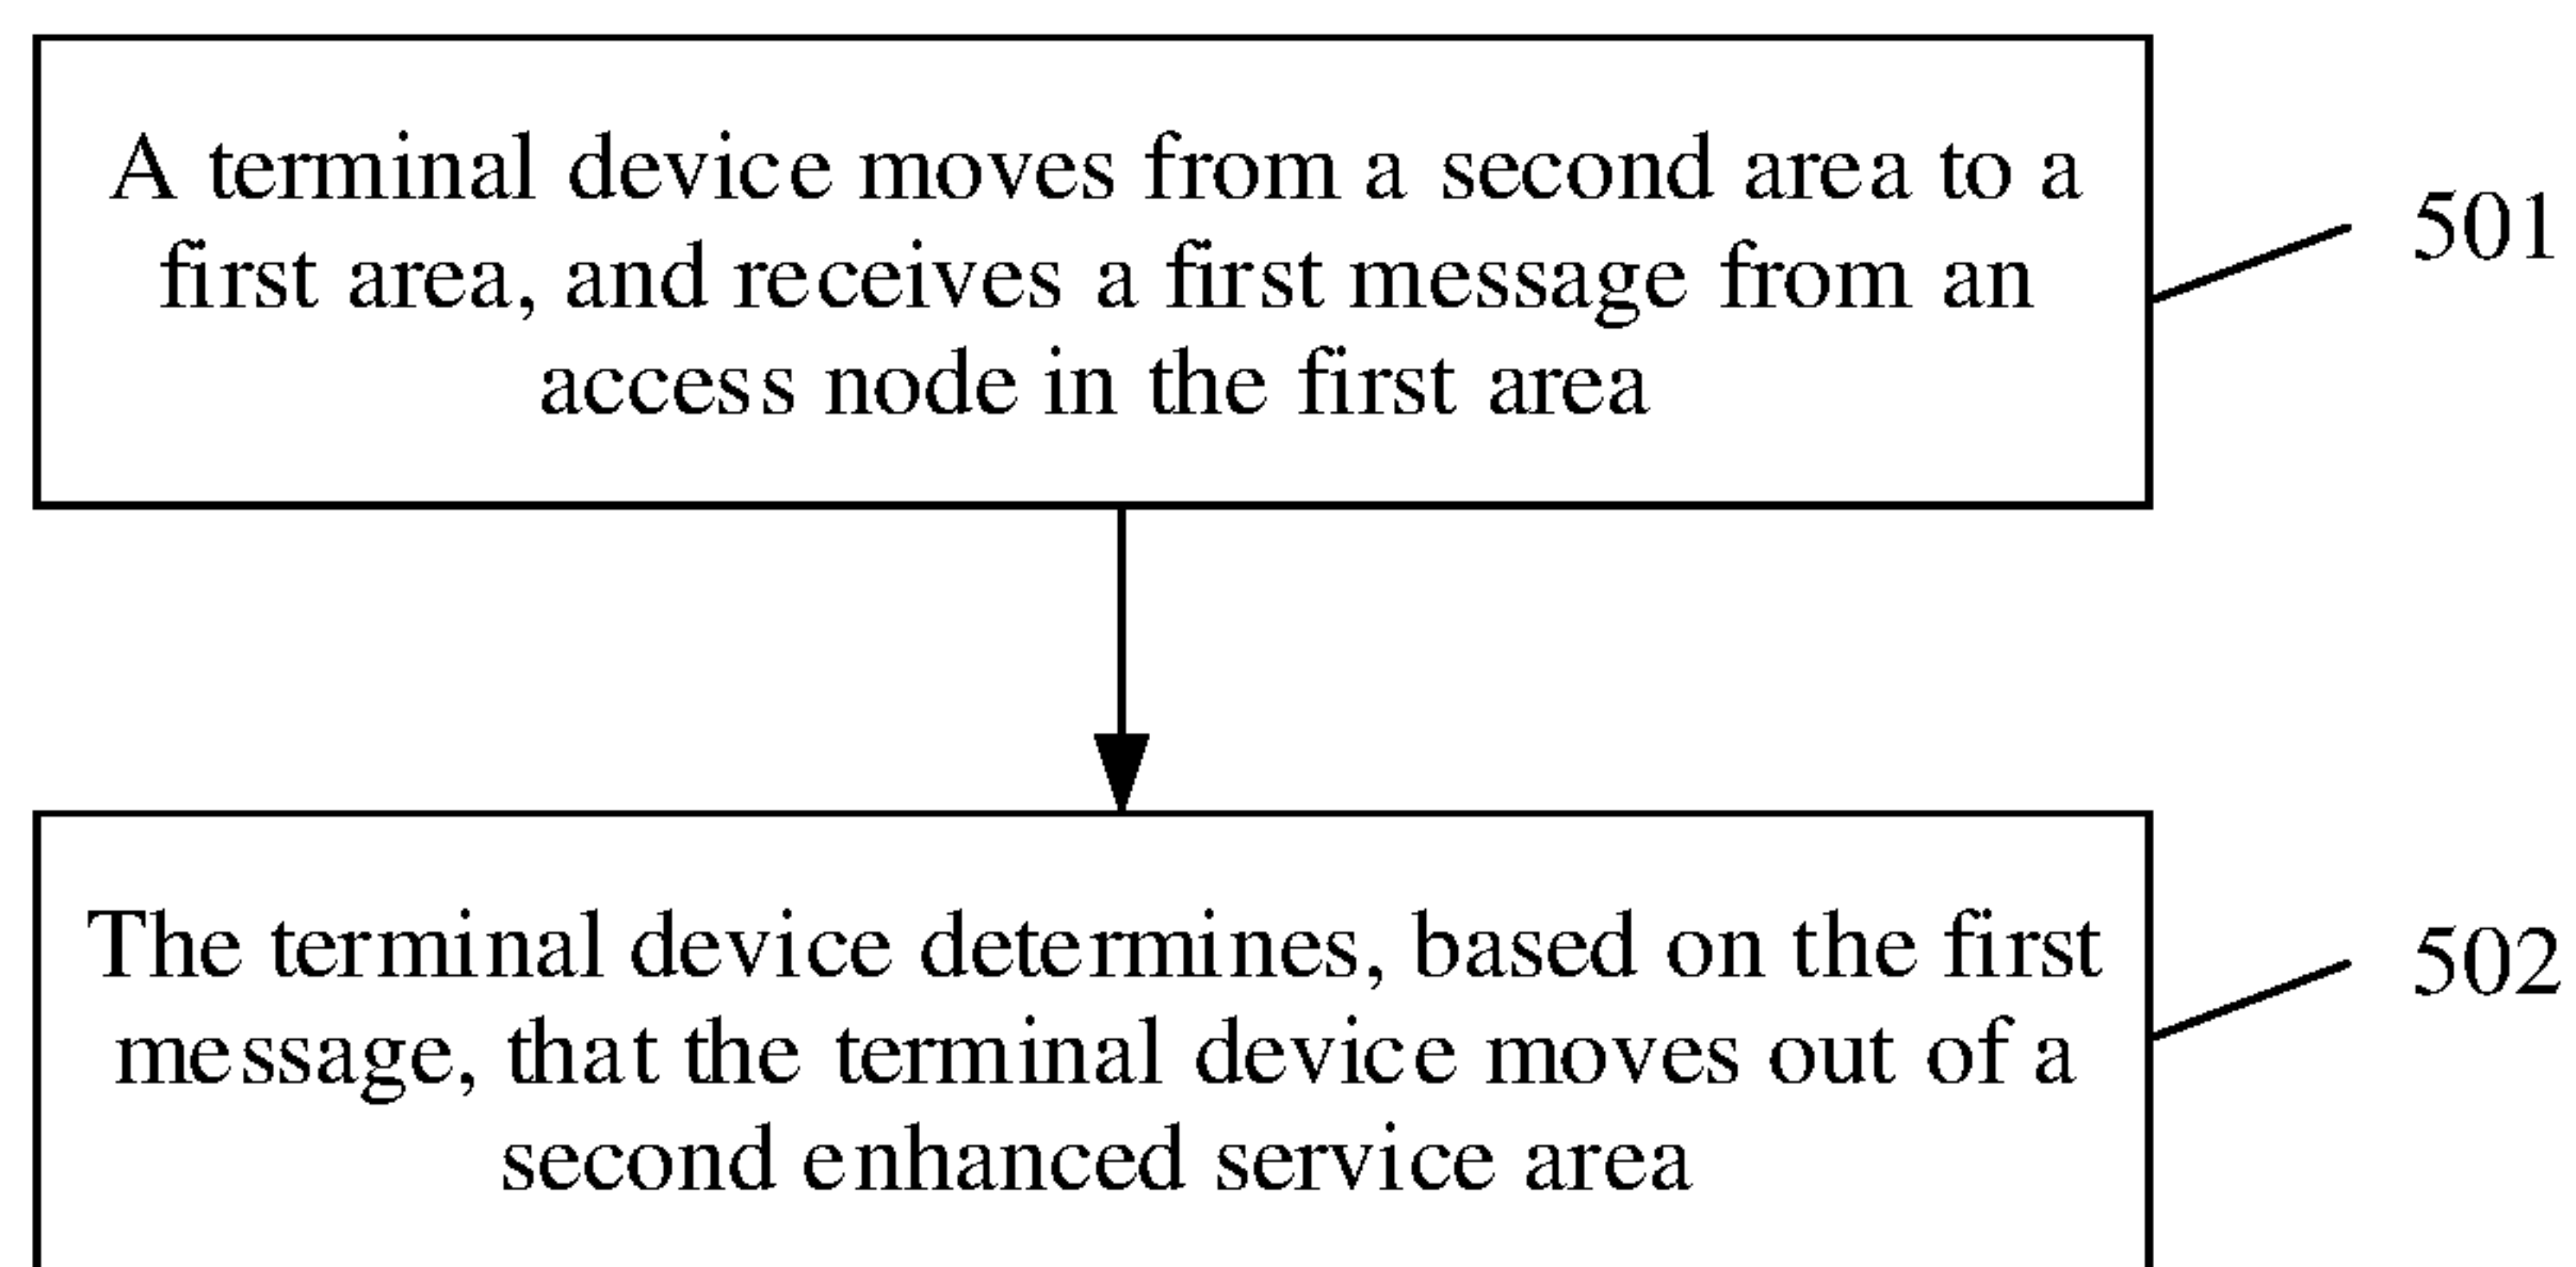 A terminal device moves from a second area to a
first area, and receives a first message from an
access node in the first area
501
The terminal device determines, based on the first
message, that the terminal device moves out of a
second enhanced service area
502